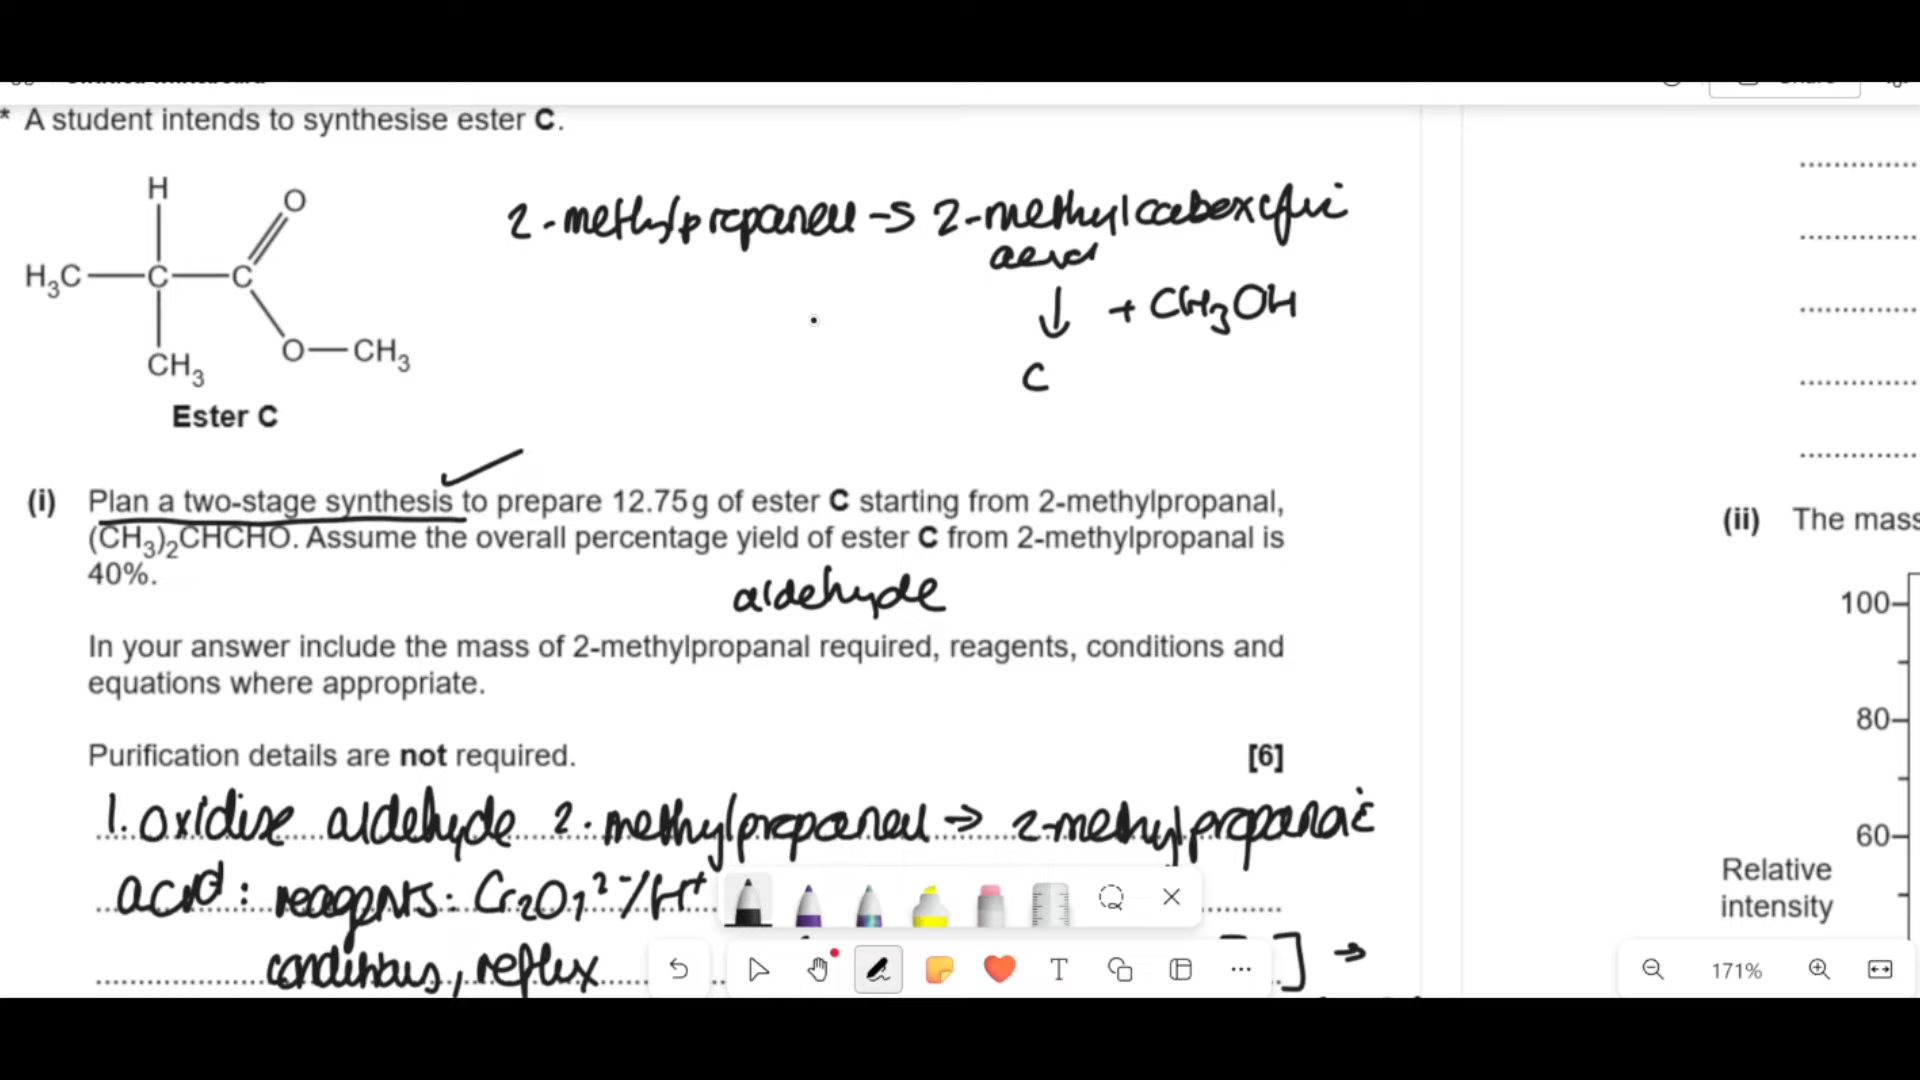 * A student intends to synthesise ester C.
H
O
H3C C C
O CH3
CH3
Ester C
2-methylpropanal → 2-methylcaboxylic
acid
↓ + CH3OH
C
(i) Plan a two-stage synthesis to prepare 12.75 g of ester C starting from 2-methylpropanal,
(CH3)2CHCHO. Assume the overall percentage yield of ester C from 2-methylpropanal is
40%.
aldehyde
In your answer include the mass of 2-methylpropanal required, reagents, conditions and
equations where appropriate.
Purification details are not required. [6]
1. oxidise aldehyde 2-methylpropanal → 2-methylpropanoic
acid: reagents: Cr2O7²⁻/H⁺
conditions, reflux ] →
(ii) The mass
100
80
60
Relative
intensity
171%